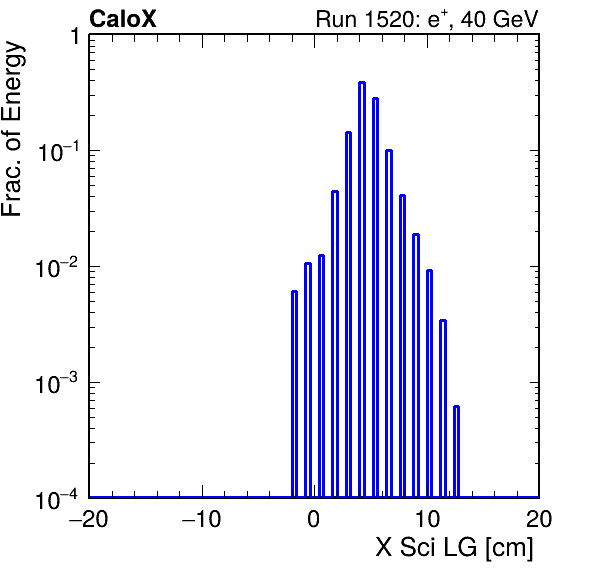 CaloX Run 1520: e⁺, 40 GeV
Frac. of Energy
1
10⁻¹
10⁻²
10⁻³
10⁻⁴
−20 −10 0 10 20
X Sci LG [cm]